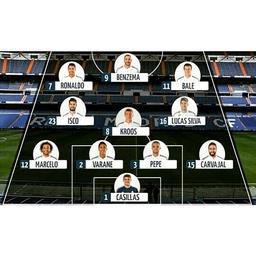 9 BENZEMA
7 RONALDO
11 BALE
23 ISCO
16 LUCAS SILVA
8 KROOS
12 MARCELO
2 VARANE
3 PEPE
15 CARVAJAL
1 CASILLAS